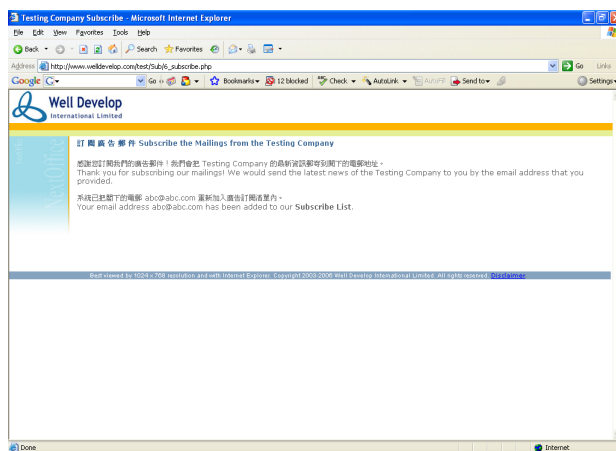 Testing Company Subscribe - Microsoft Internet Explorer
File Edit View Favorites Tools Help
Back Search Favorites
Address http://www.welldevelop.com/test/Sub/6_subscribe.php Go Links
Google G Go Bookmarks 12 blocked Check AutoLink AutoFill Send to Settings
Well Develop
International Limited
NextOffice
訂閱廣告郵件 Subscribe the Mailings from the Testing Company
感謝您訂閱我們的廣告郵件！我們會把 Testing Company 的最新資訊郵寄到閣下的電郵地址。
Thank you for subscribing our mailings! We would send the latest news of the Testing Company to you by the email address that you
provided.
系統已把閣下的電郵 abc@abc.com 重新加入廣告訂閱清單內。
Your email address abc@abc.com has been added to our Subscribe List.
Best viewed by 1024 x 768 resolution and with Internet Explorer. Copyright 2003-2006 Well Develop International Limited. All rights reserved. Disclaimer
Done Internet